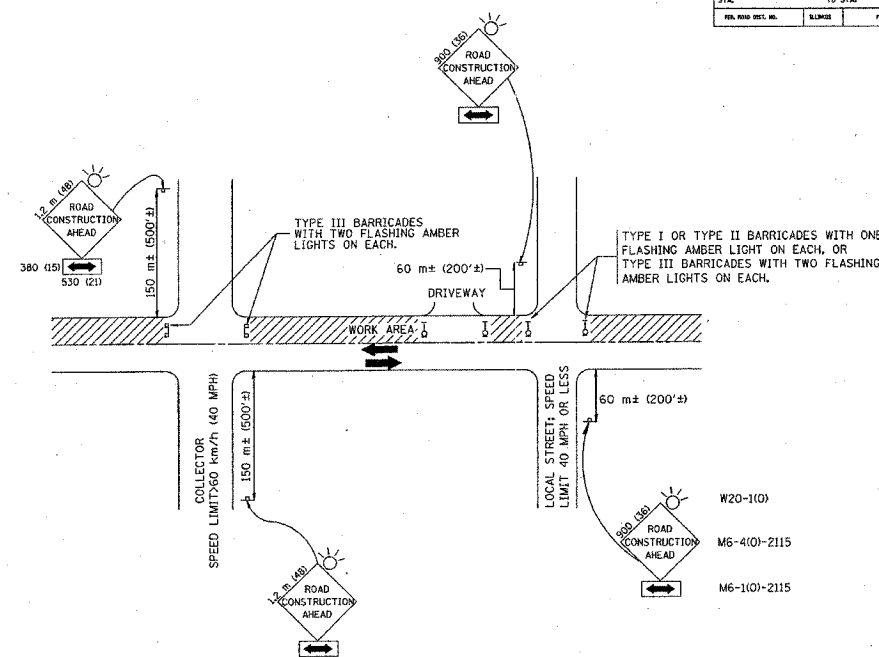 FED. ROAD DIST. NO.
900 (36)
ROAD
CONSTRUCTION
AHEAD
1.2 m (48)
ROAD
CONSTRUCTION
AHEAD
380 (15)
530 (21)
150 m± (500'±)
TYPE III BARRICADES
WITH TWO FLASHING AMBER
LIGHTS ON EACH.
60 m± (200'±)
DRIVEWAY
TYPE I OR TYPE II BARRICADES WITH ONE
FLASHING AMBER LIGHT ON EACH, OR
TYPE III BARRICADES WITH TWO FLASHING
AMBER LIGHTS ON EACH.
WORK AREA
COLLECTOR
SPEED LIMIT>60 km/h (40 MPH)
150 m± (500'±)
LOCAL STREET: SPEED
LIMIT 40 MPH OR LESS
60 m± (200'±)
900 (36)
ROAD
CONSTRUCTION
AHEAD
W20-1(O)
M6-4(O)-2115
M6-1(O)-2115
1.2 m (48)
ROAD
CONSTRUCTION
AHEAD